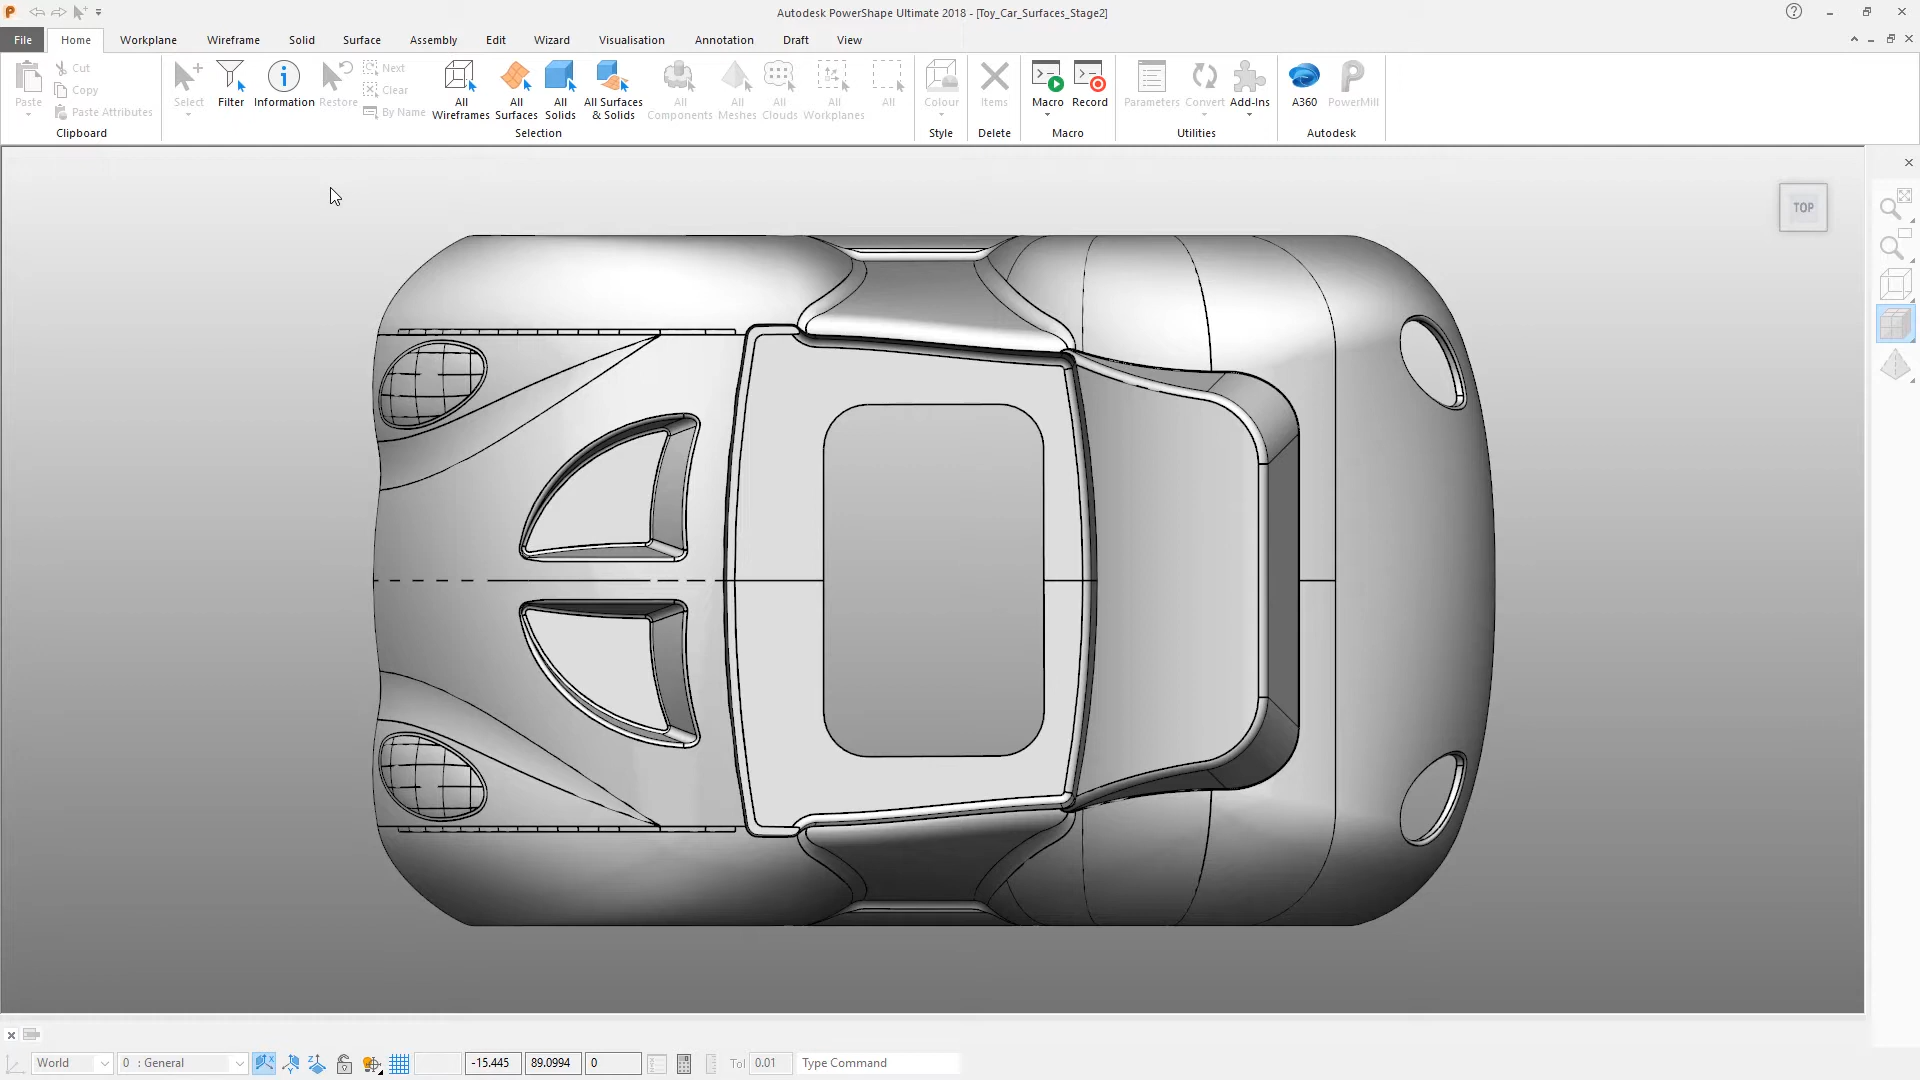 Autodesk PowerShape Ultimate 2018 - [Toy_Car_Surfaces_Stage2]
File Home Workplane Wireframe Solid Surface Assembly Edit Wizard Visualisation Annotation Draft View
Paste Cut Copy Paste Attributes
Clipboard
Select Filter Information Restore Next Clear By Name
All Wireframes All Surfaces All Solids All Surfaces & Solids All Components All Meshes All Clouds All Workplanes All
Selection
Colour
Style
Items
Delete
Macro Record
Macro
Parameters Convert Add-Ins
Utilities
A360 PowerMill
Autodesk
TOP
World 0 : General -15.445 89.0994 0 Tol 0.01 Type Command